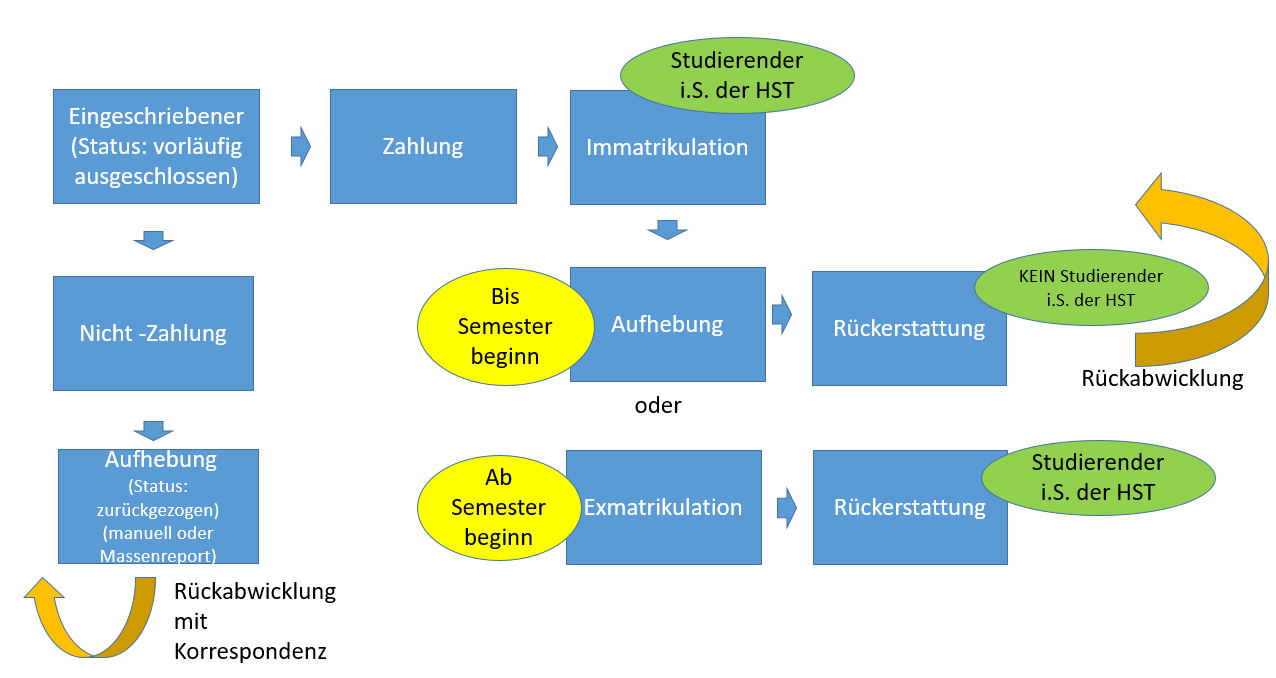 Studierender
i.S. der HST
Eingeschriebener
(Status: vorläufig
ausgeschlossen)
Zahlung
Immatrikulation
Nicht -Zahlung
Bis
Semester
beginn
Aufhebung
Rückerstattung
KEIN Studierender
i.S. der HST
Rückabwicklung
oder
Aufhebung
(Status:
zurückgezogen)
(manuell oder
Massenreport)
Ab
Semester
beginn
Exmatrikulation
Rückerstattung
Studierender
i.S. der HST
Rückabwicklung
mit
Korrespondenz